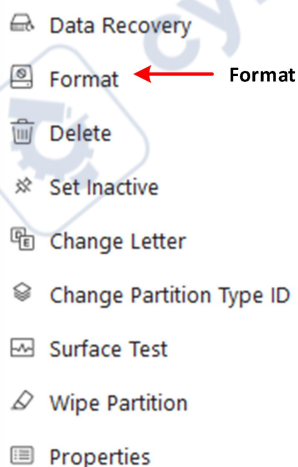 Data Recovery
Format Format
Delete
Set Inactive
Change Letter
Change Partition Type ID
Surface Test
Wipe Partition
Properties